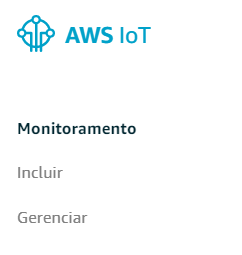 AWS IoT
Monitoramento
Incluir
Gerenciar